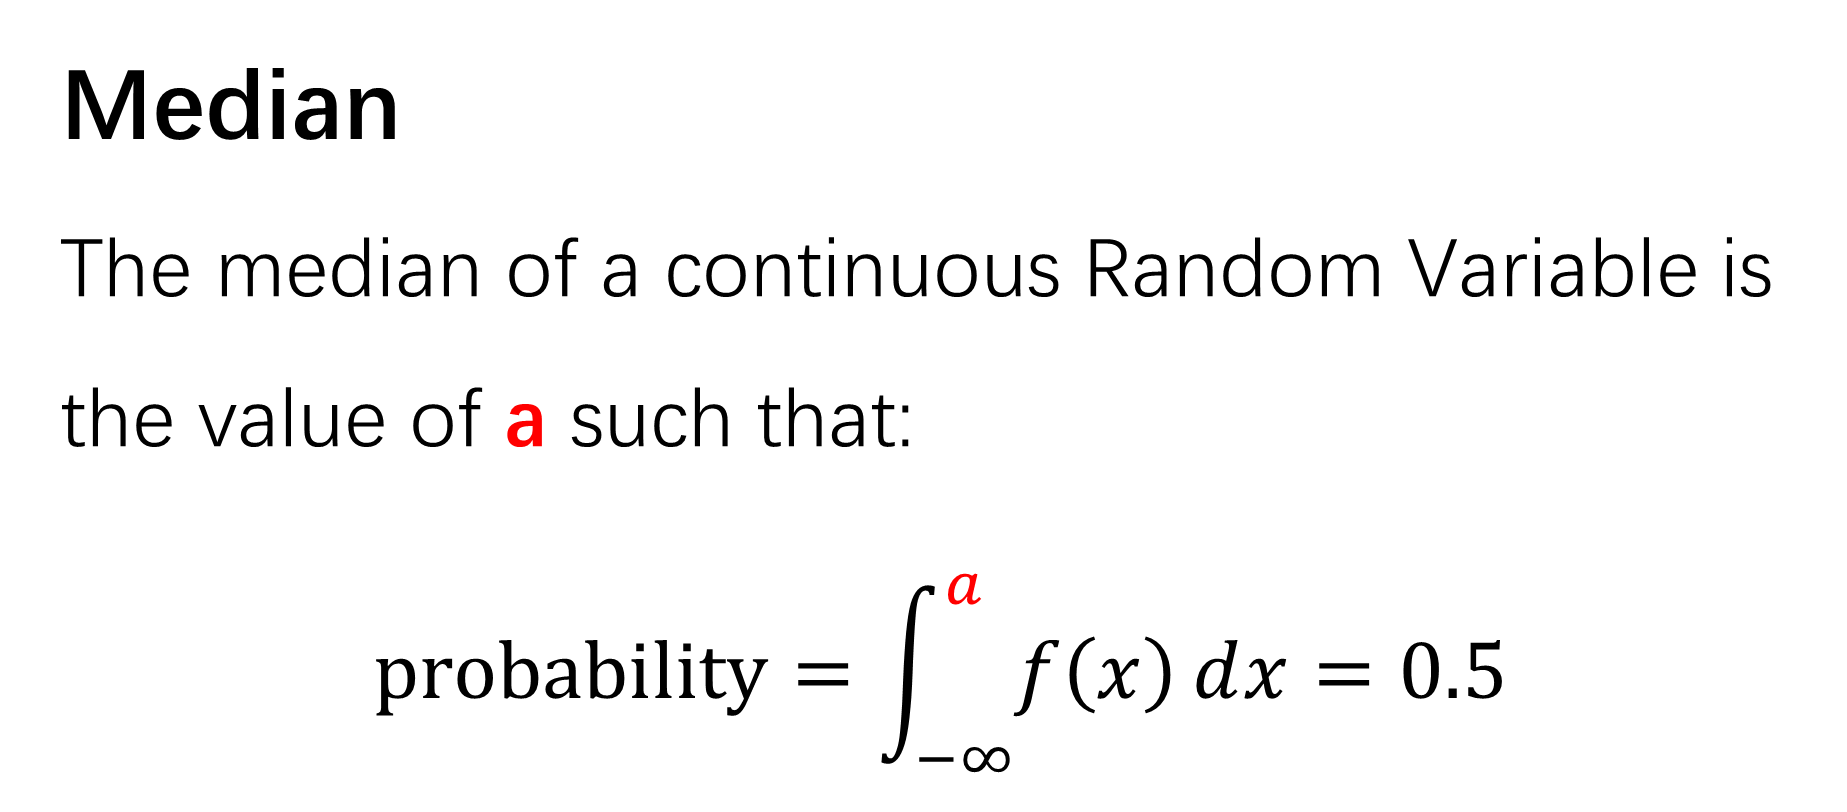 Median
The median of a continuous Random Variable is
the value of a such that:
probability = ∫_{−∞}^{a} f(x) dx = 0.5